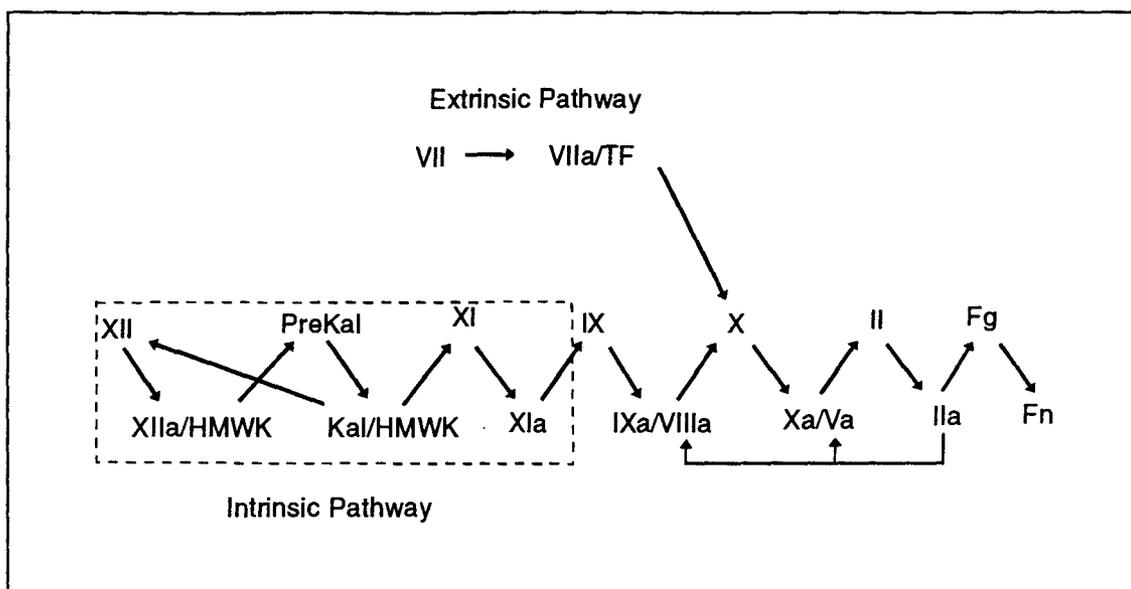 Extrinsic Pathway
VII VIIa/TF
XII PreKal XI IX X II Fg
XIIa/HMWK Kal/HMWK XIa IXa/VIIIa Xa/Va IIa Fn
Intrinsic Pathway